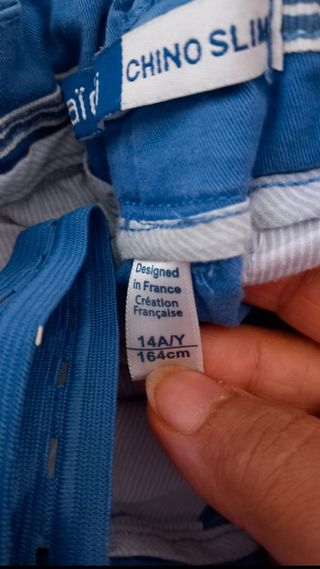 CHINO SLIM
Designed
in France
Création
Française
14A/Y
164cm